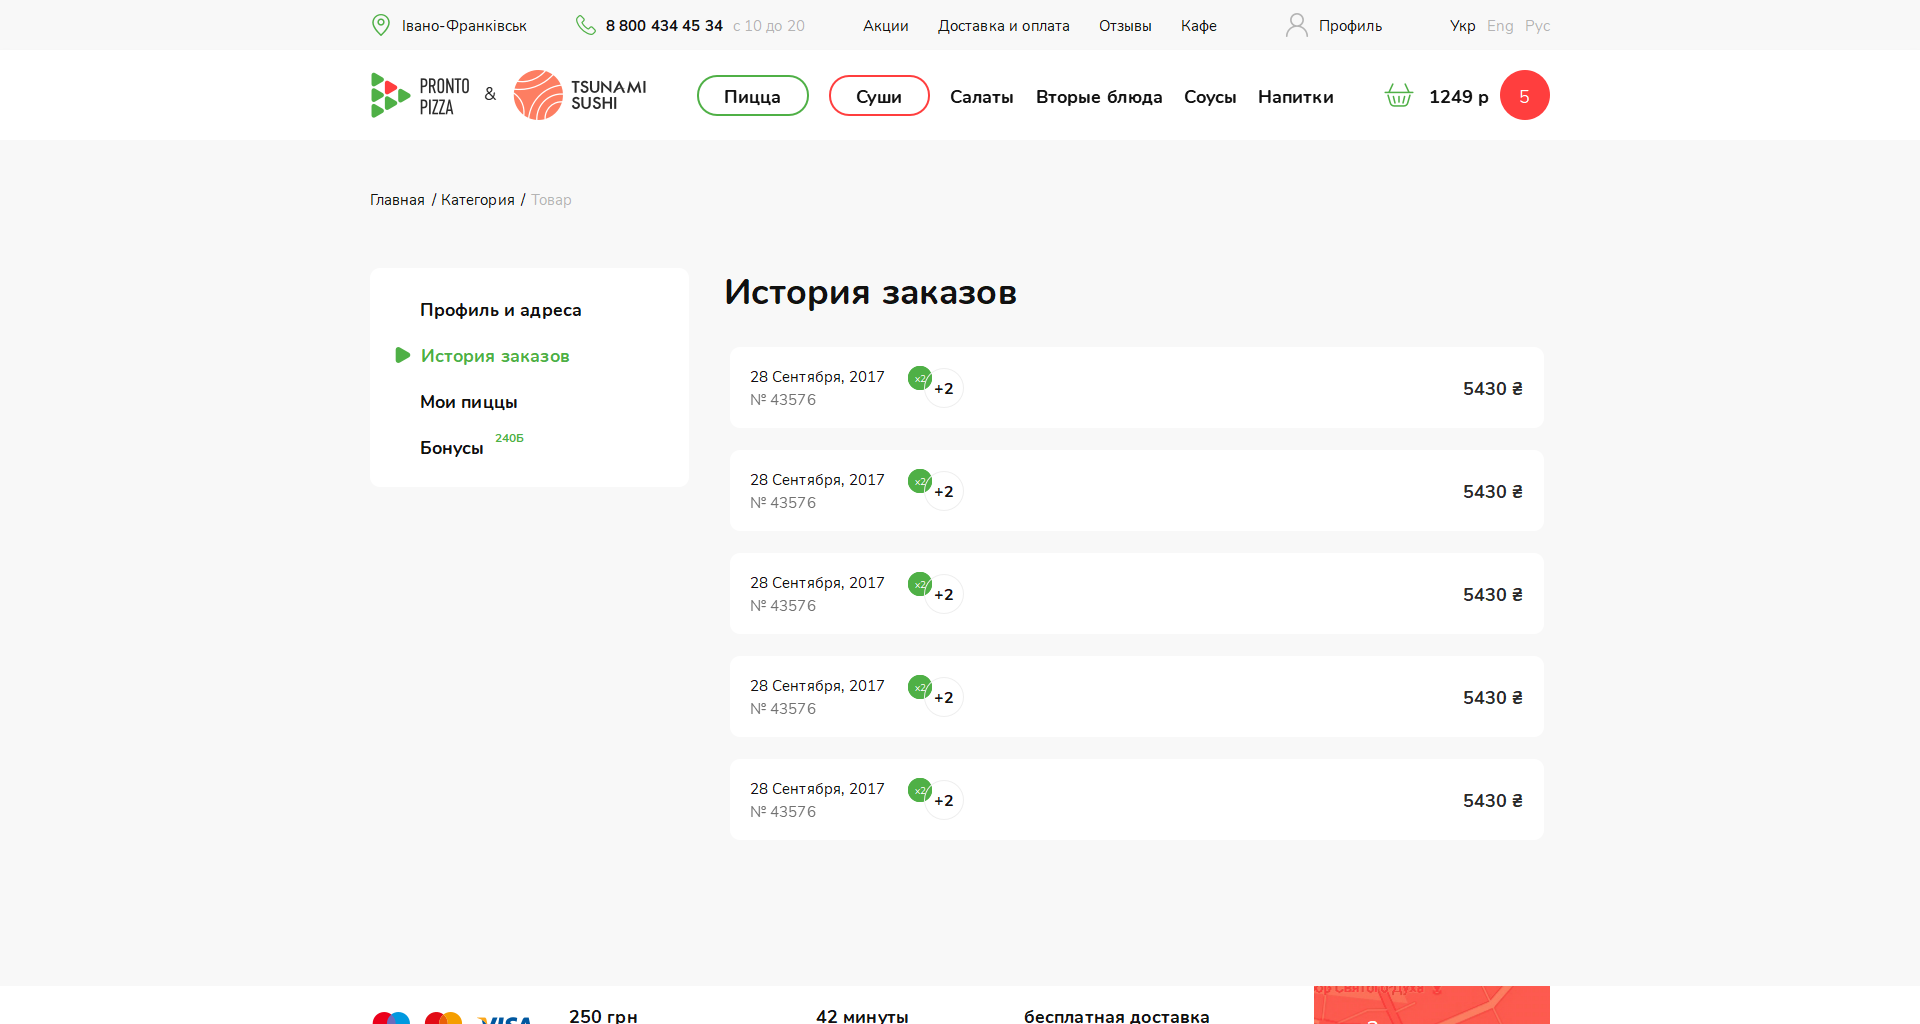 Івано-Франківськ
8 800 434 45 34 с 10 до 20
Акции Доставка и оплата Отзывы Кафе
Профиль
Укр Eng Рус
PRONTO PIZZA & TSUNAMI SUSHI
Пицца Суши Салаты Вторые блюда Соусы Напитки
1249 р 5
Главная / Категория / Товар
Профиль и адреса
История заказов
Мои пиццы
Бонусы 240Б
История заказов
28 Сентября, 2017
№ 43576
x2 +2
5430 ₴
28 Сентября, 2017
№ 43576
x2 +2
5430 ₴
28 Сентября, 2017
№ 43576
x2 +2
5430 ₴
28 Сентября, 2017
№ 43576
x2 +2
5430 ₴
28 Сентября, 2017
№ 43576
x2 +2
5430 ₴
VISA
250 грн
42 минуты
бесплатная доставка